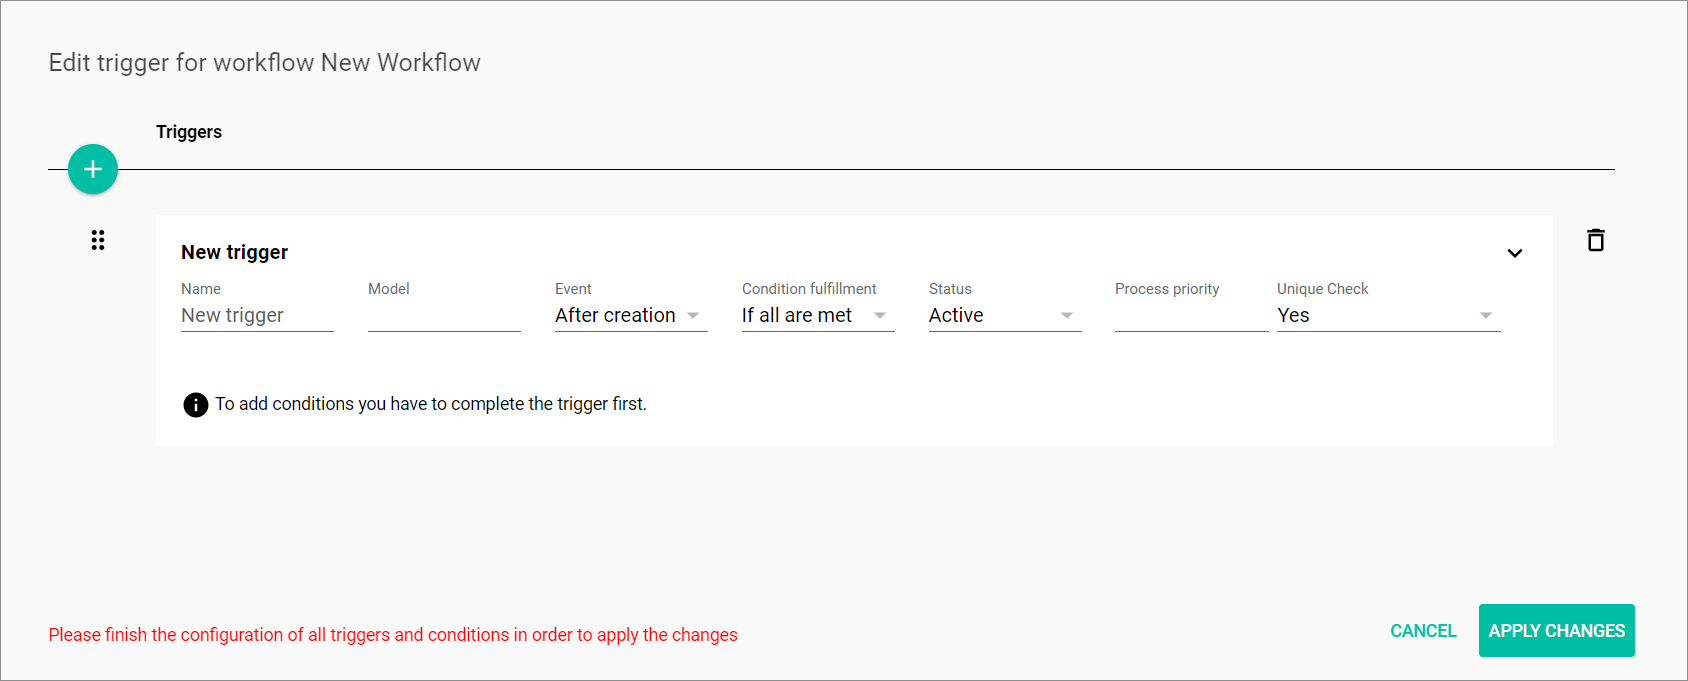 Edit trigger for workflow New Workflow
Triggers
New trigger
Name Model Event Condition fulfillment Status Process priority Unique Check
New trigger After creation If all are met Active Yes
To add conditions you have to complete the trigger first.
Please finish the configuration of all triggers and conditions in order to apply the changes
CANCEL APPLY CHANGES